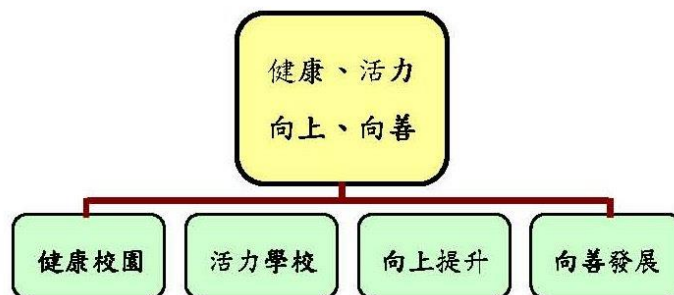 健康、活力
向上、向善
健康校園
活力學校
向上提升
向善發展